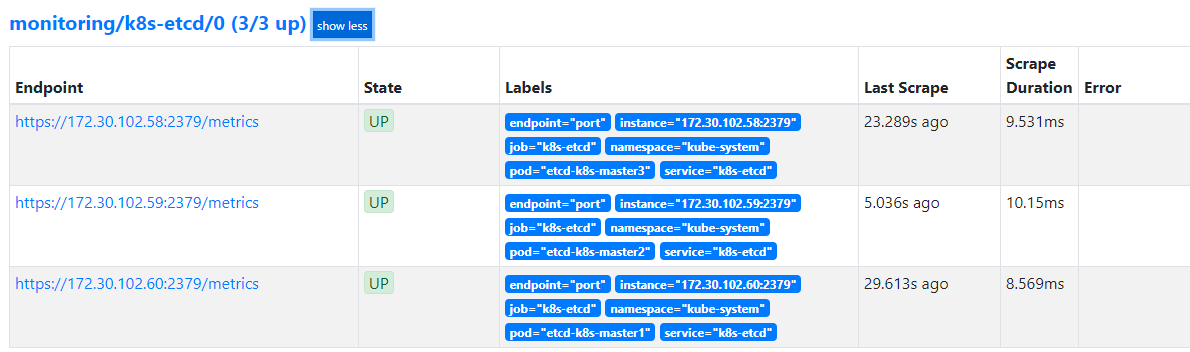 monitoring/k8s-etcd/0 (3/3 up) show less
Endpoint State Labels Last Scrape Scrape Duration Error
https://172.30.102.58:2379/metrics UP endpoint="port" instance="172.30.102.58:2379" 23.289s ago 9.531ms
job="k8s-etcd" namespace="kube-system"
pod="etcd-k8s-master3" service="k8s-etcd"
https://172.30.102.59:2379/metrics UP endpoint="port" instance="172.30.102.59:2379" 5.036s ago 10.15ms
job="k8s-etcd" namespace="kube-system"
pod="etcd-k8s-master2" service="k8s-etcd"
https://172.30.102.60:2379/metrics UP endpoint="port" instance="172.30.102.60:2379" 29.613s ago 8.569ms
job="k8s-etcd" namespace="kube-system"
pod="etcd-k8s-master1" service="k8s-etcd"